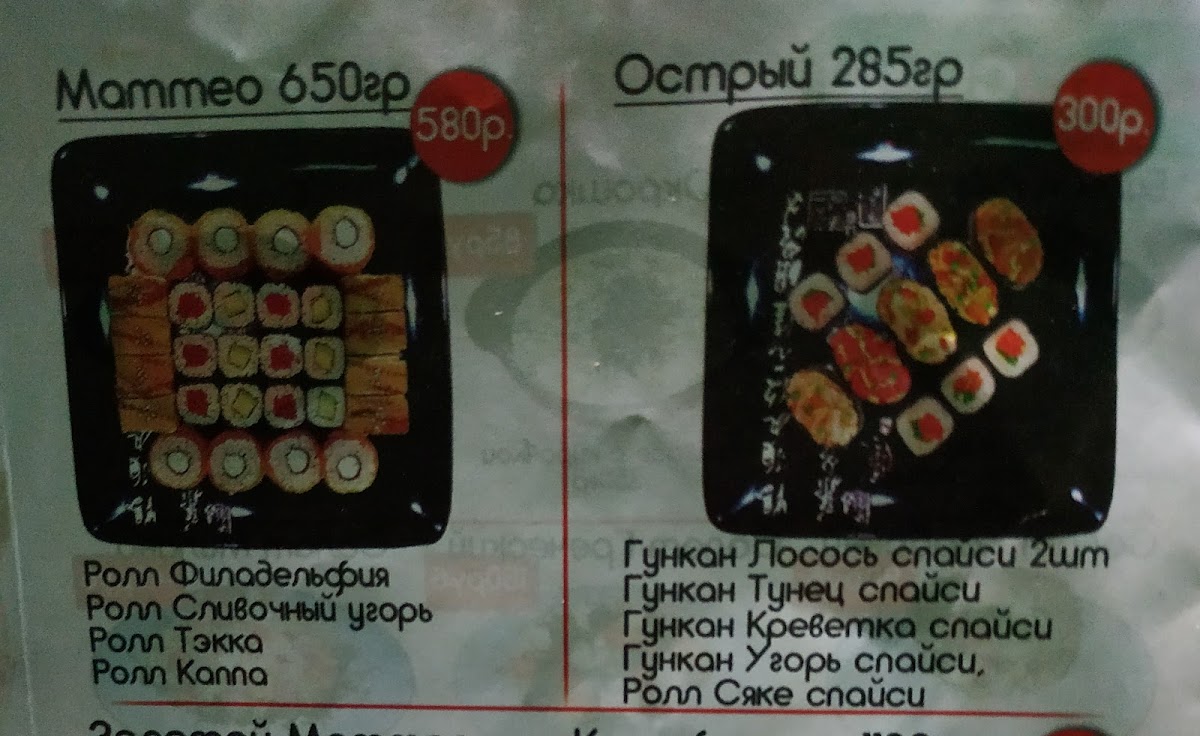 Маттео 650гр
580р.
Ролл Филадельфия
Ролл Сливочный угорь
Ролл Тэкка
Ролл Каппа
Острый 285гр
300р.
Гункан Лосось спайси 2шт
Гункан Тунец спайси
Гункан Креветка спайси
Гункан Угорь спайси,
Ролл Сяке спайси